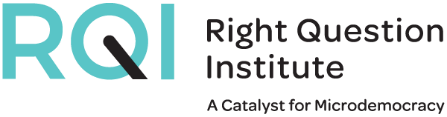 RQI
Right Question
Institute
A Catalyst for Microdemocracy